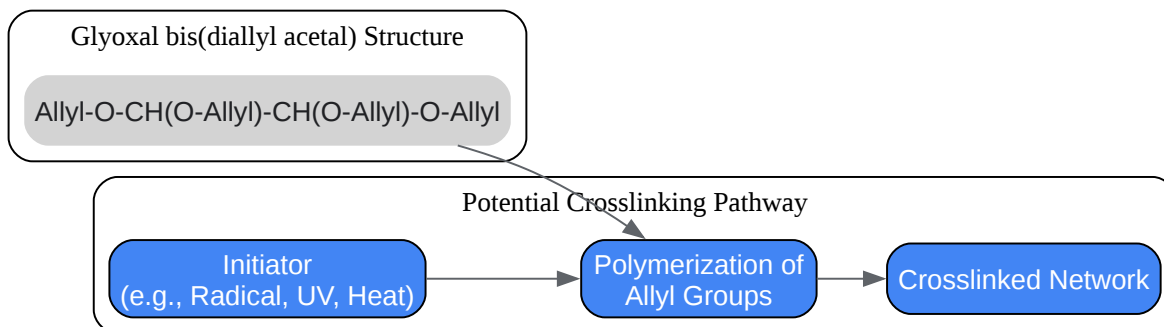 Glyoxal bis(diallyl acetal) Structure
Allyl-O-CH(O-Allyl)-CH(O-Allyl)-O-Allyl
Potential Crosslinking Pathway
Initiator
(e.g., Radical, UV, Heat)
Polymerization of
Allyl Groups
Crosslinked Network